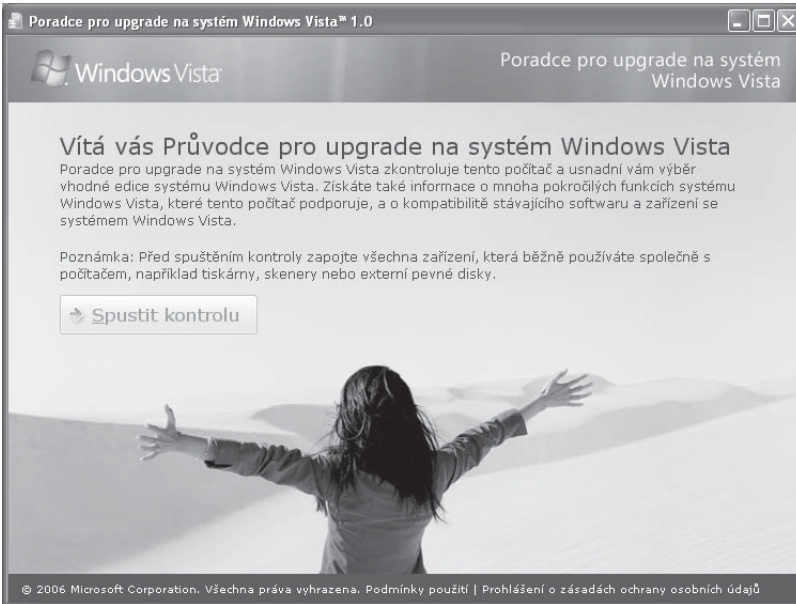 Poradce pro upgrade na systém Windows Vista™ 1.0
Windows Vista™
Poradce pro upgrade na systém
Windows Vista
Vítá vás Průvodce pro upgrade na systém Windows Vista
Poradce pro upgrade na systém Windows Vista zkontroluje tento počítač a usnadní vám výběr
vhodné edice systému Windows Vista. Získáte také informace o mnoha pokročilých funkcích systému
Windows Vista, které tento počítač podporuje, a o kompatibilitě stávajícího softwaru a zařízení se
systémem Windows Vista.
Poznámka: Před spuštěním kontroly zapojte všechna zařízení, která běžně používáte společně s
počítačem, například tiskárny, skenery nebo externí pevné disky.
Spustit kontrolu
© 2006 Microsoft Corporation. Všechna práva vyhrazena. Podmínky použití | Prohlášení o zásadách ochrany osobních údajů